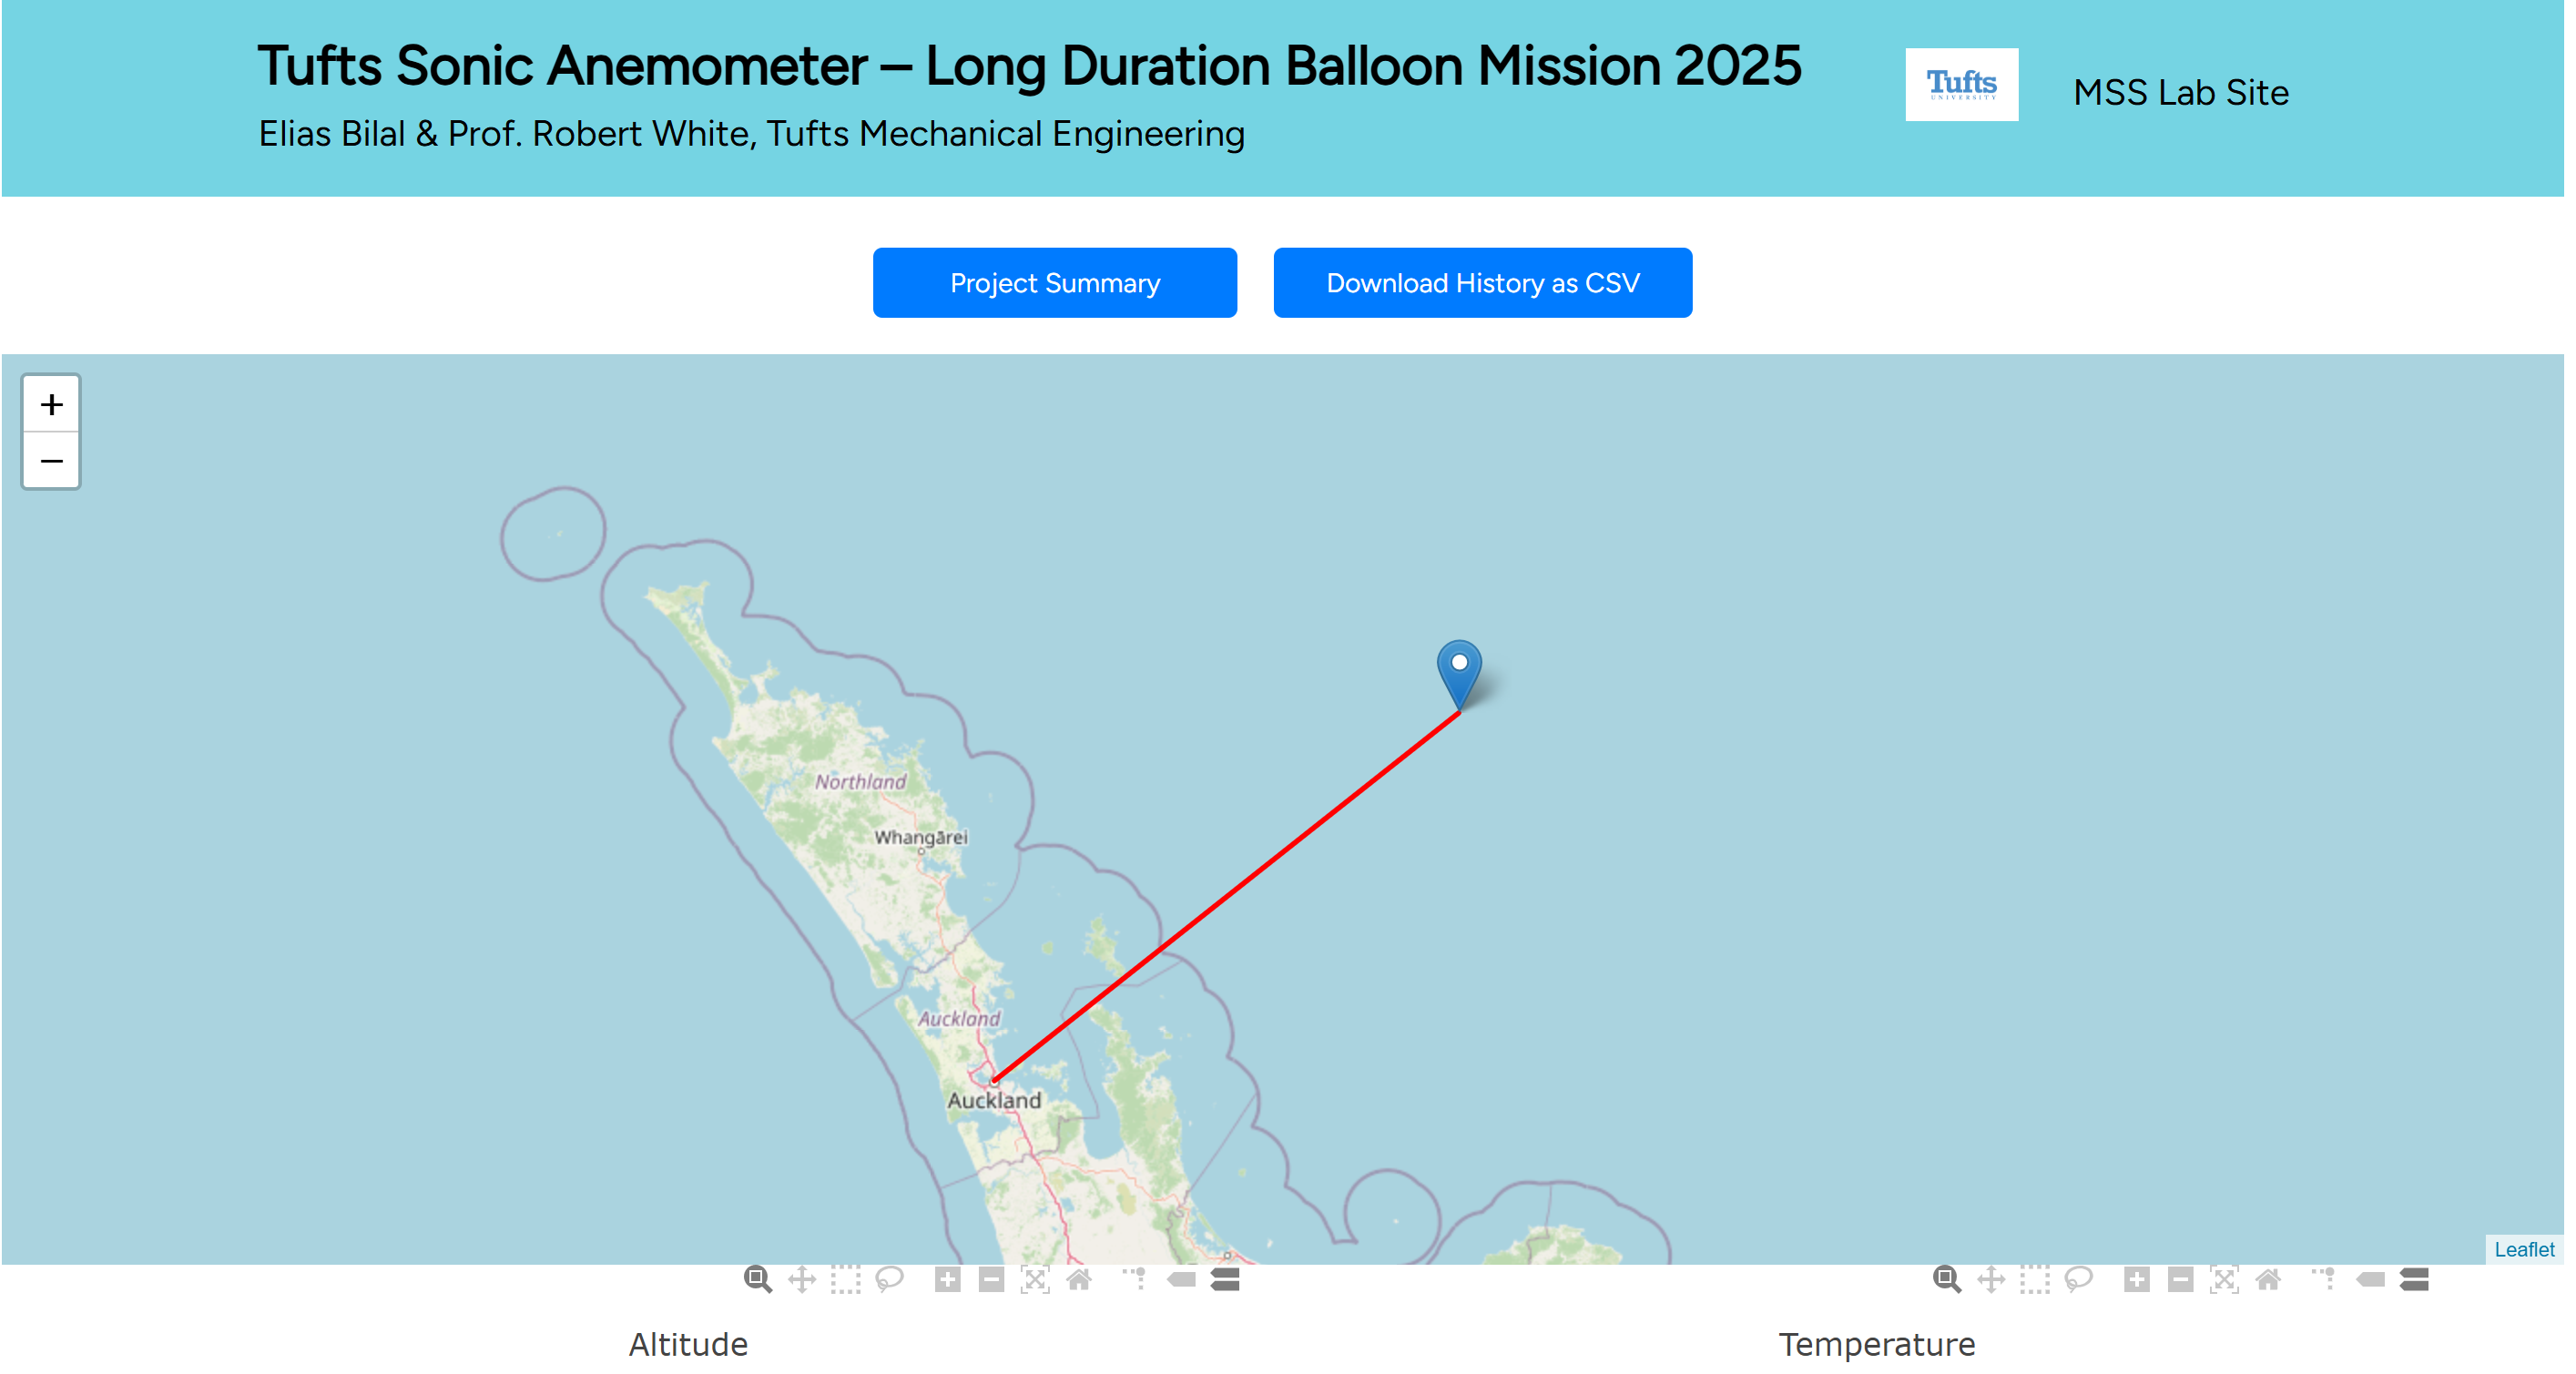 Tufts Sonic Anemometer – Long Duration Balloon Mission 2025
Elias Bilal & Prof. Robert White, Tufts Mechanical Engineering
Tufts
UNIVERSITY
MSS Lab Site
Project Summary
Download History as CSV
+
−
Northland
Whangārei
Auckland
Auckland
Leaflet
Altitude
Temperature